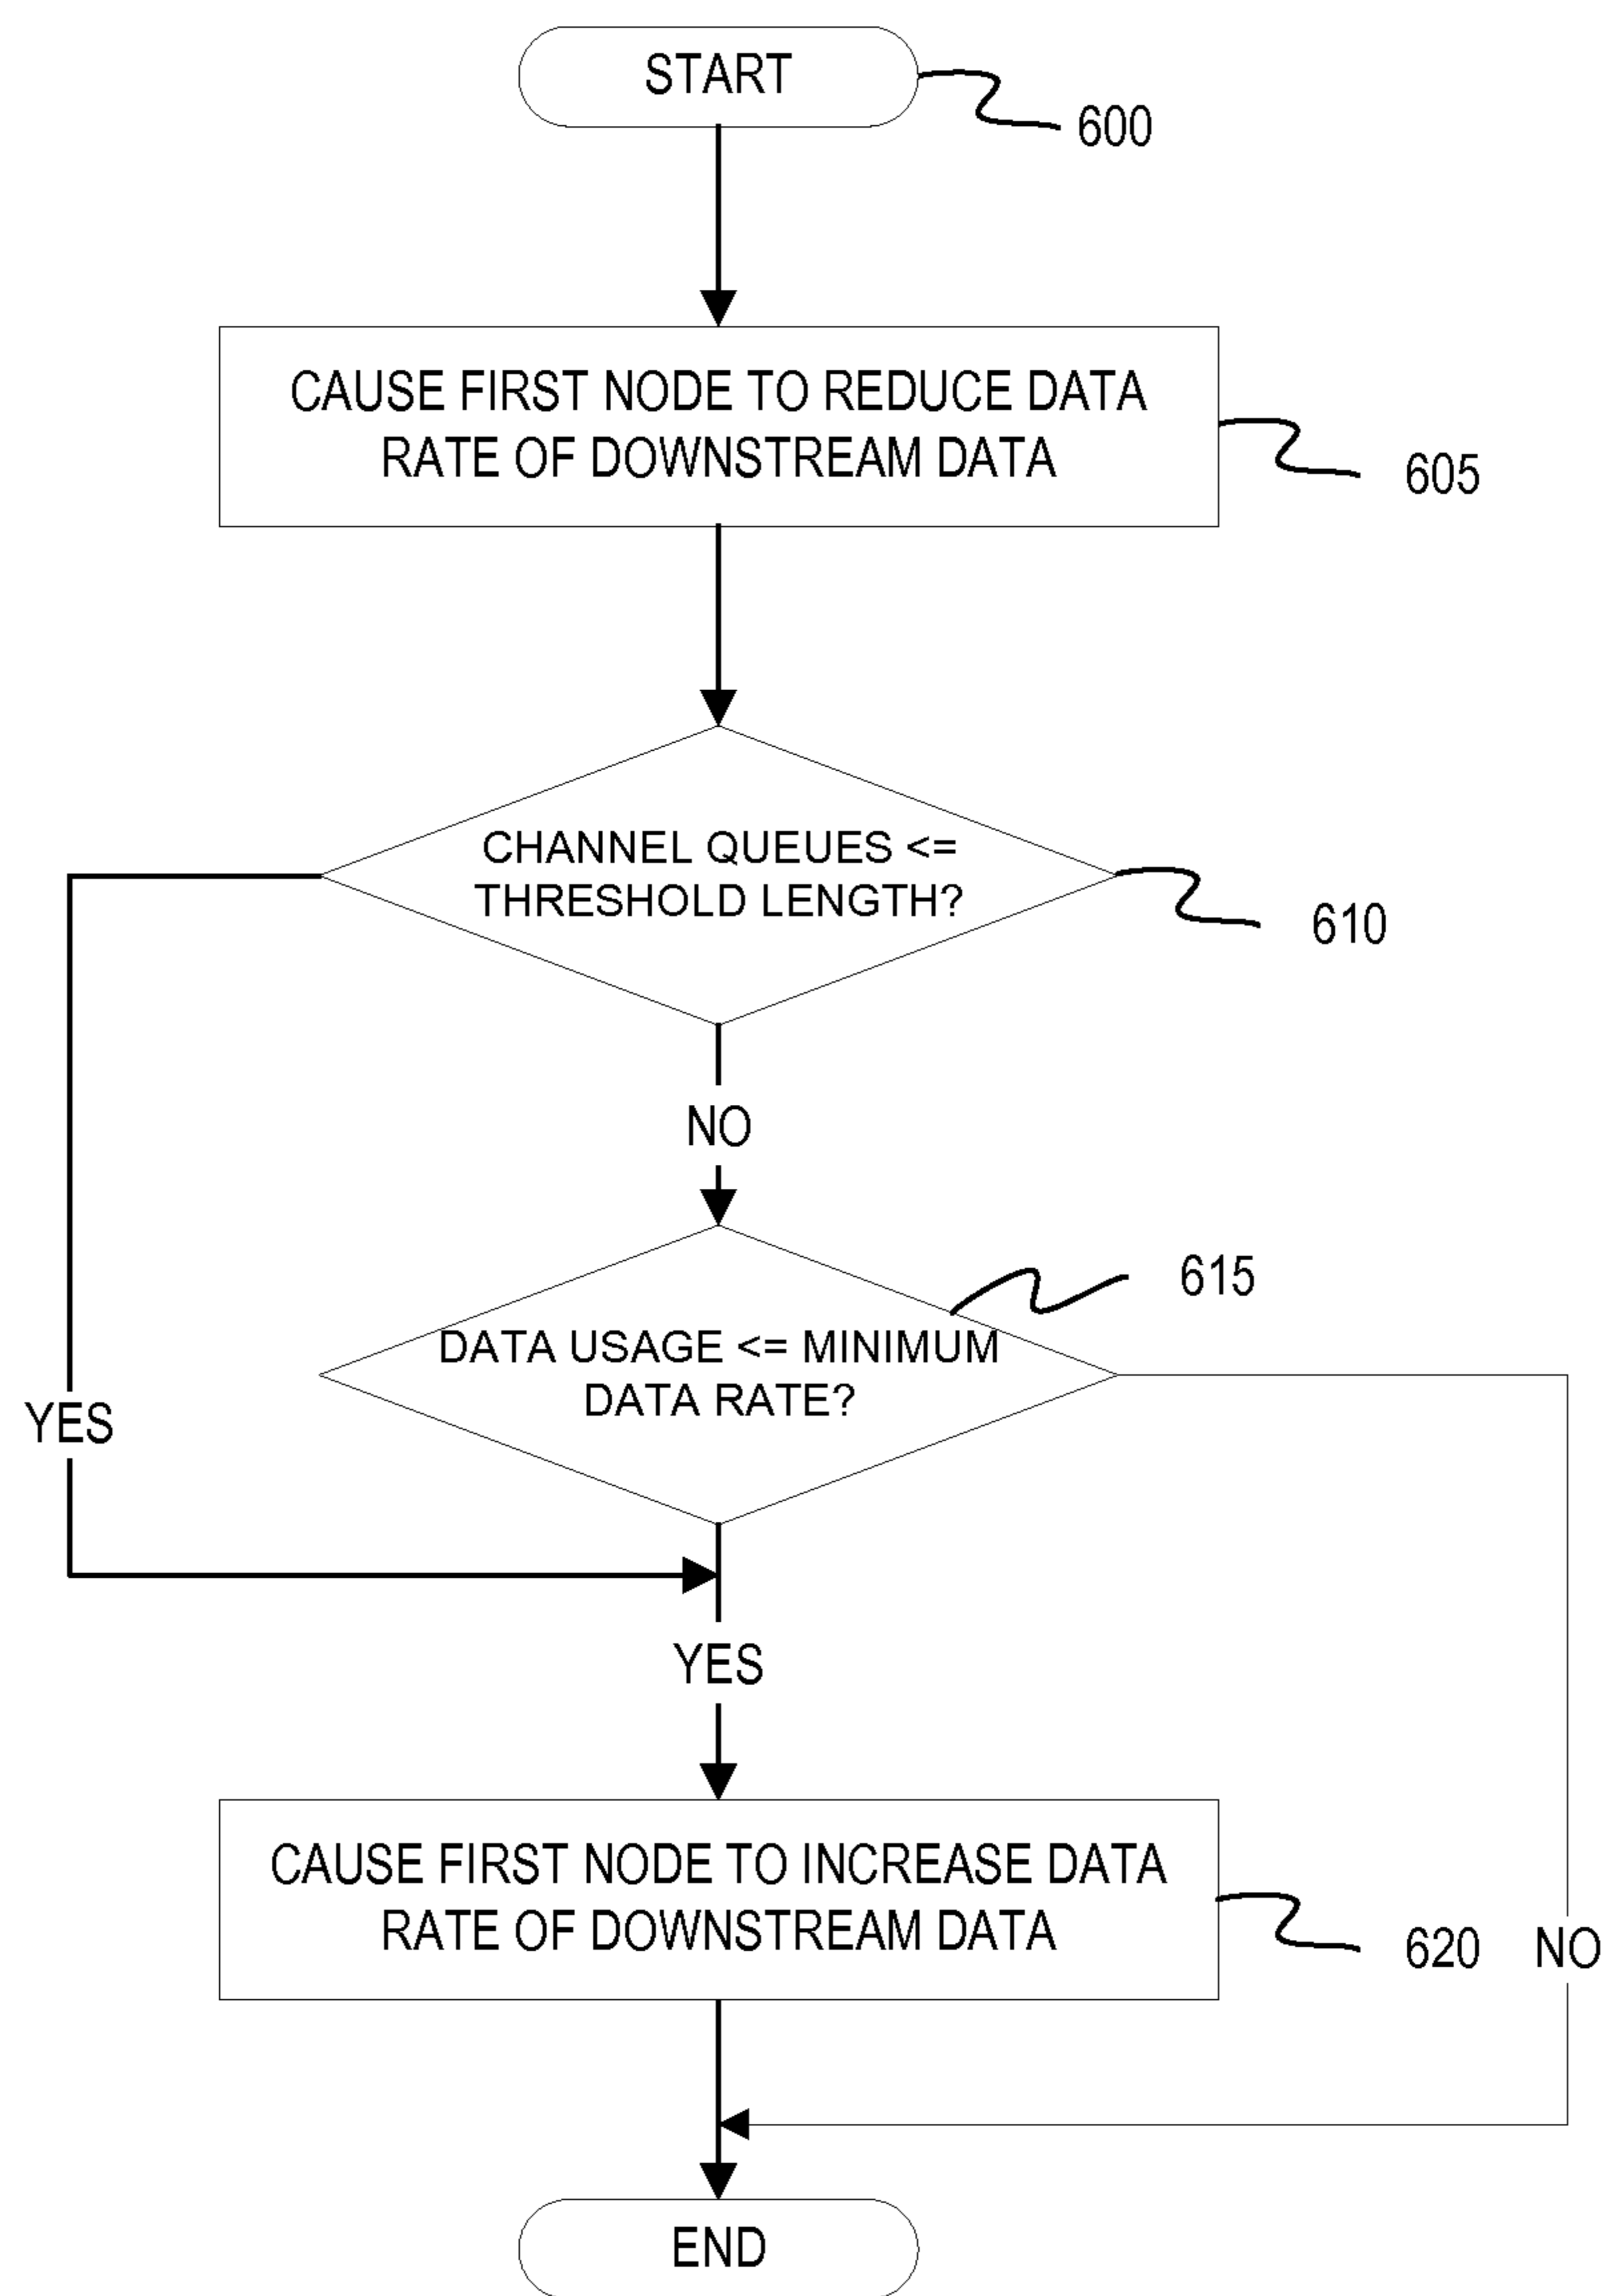 START
600
CAUSE FIRST NODE TO REDUCE DATA
RATE OF DOWNSTREAM DATA
605
CHANNEL QUEUES <=
THRESHOLD LENGTH?
610
NO
615
DATA USAGE <= MINIMUM
DATA RATE?
YES
YES
CAUSE FIRST NODE TO INCREASE DATA
RATE OF DOWNSTREAM DATA
620
NO
END